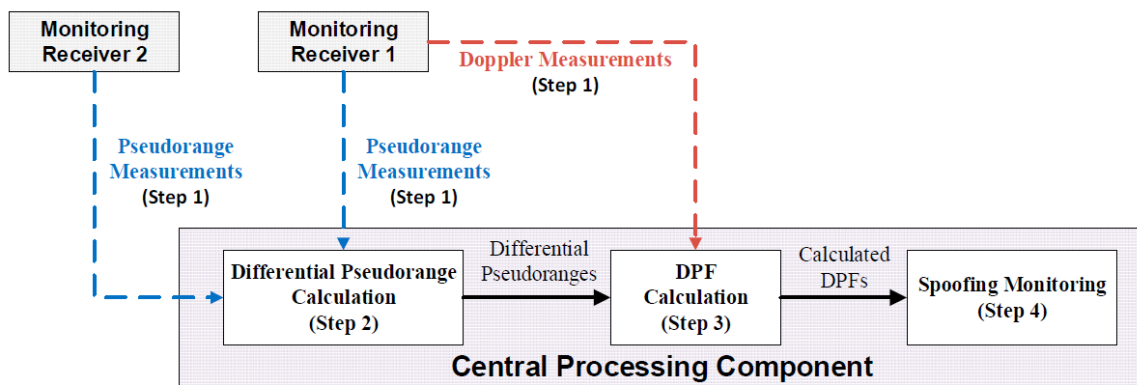 Monitoring
Receiver 2
Monitoring
Receiver 1
Doppler Measurements
(Step 1)
Pseudorange
Measurements
(Step 1)
Pseudorange
Measurements
(Step 1)
Differential Pseudorange
Calculation
(Step 2)
Differential
Pseudoranges
DPF
Calculation
(Step 3)
Calculated
DPFs
Spoofing Monitoring
(Step 4)
Central Processing Component